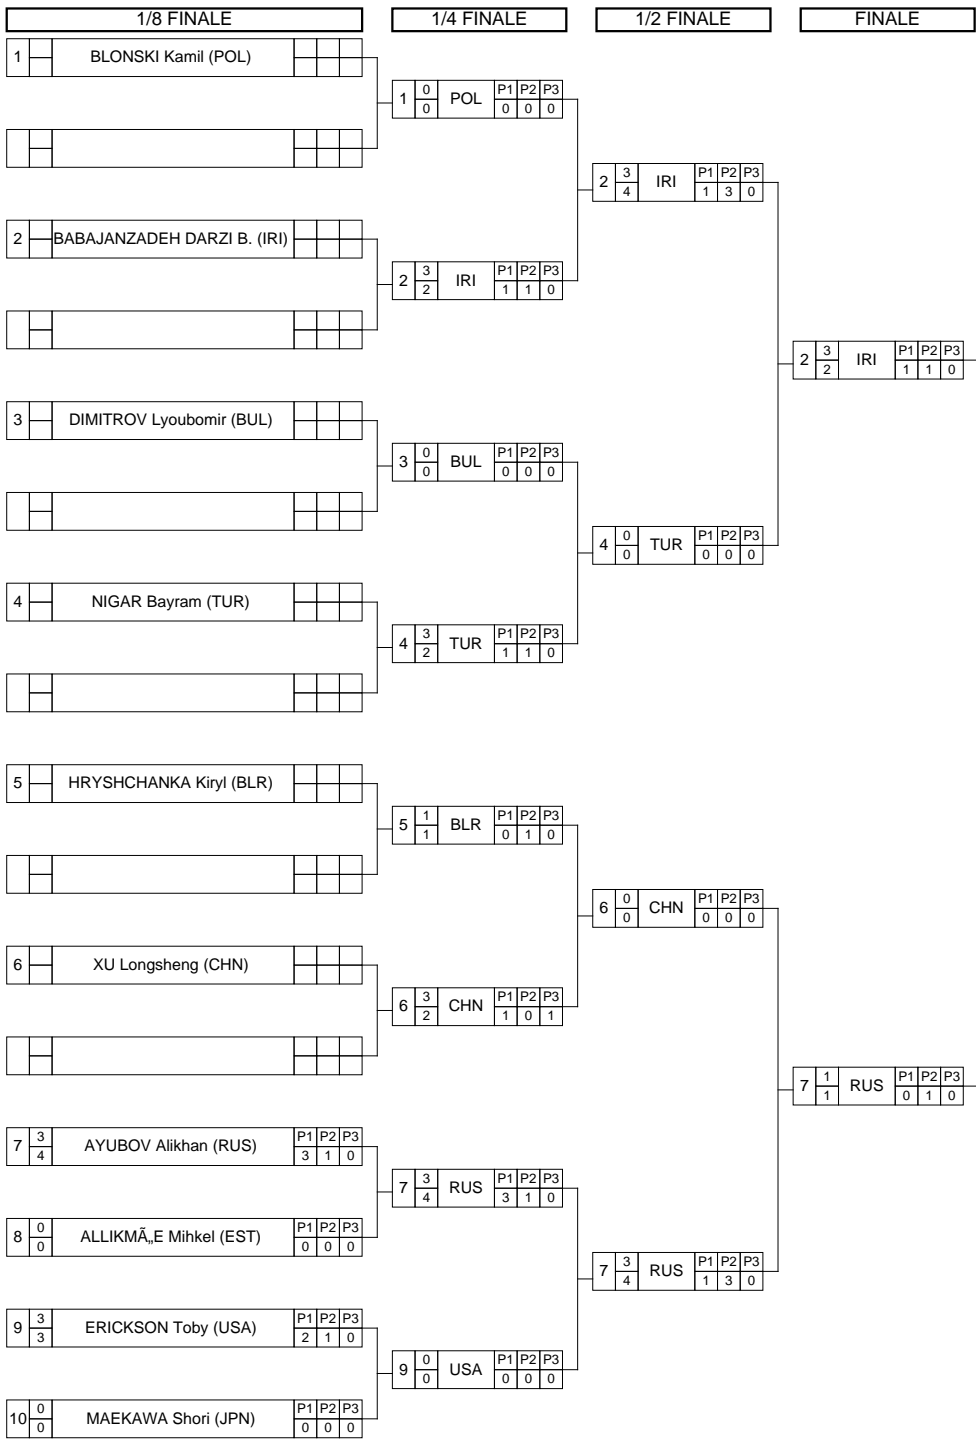 1/8 FINALE 1/4 FINALE 1/2 FINALE FINALE
1 BLONSKI Kamil (POL)
1 0 0 POL P1 P2 P3 0 0 0
2 3 4 IRI P1 P2 P3 1 3 0
2 BABAJANZADEH DARZI B. (IRI)
2 3 2 IRI P1 P2 P3 1 1 0
2 3 2 IRI P1 P2 P3 1 1 0
3 DIMITROV Lyoubomir (BUL)
3 0 0 BUL P1 P2 P3 0 0 0
4 0 0 TUR P1 P2 P3 0 0 0
4 NIGAR Bayram (TUR)
4 3 2 TUR P1 P2 P3 1 1 0
5 HRYSHCHANKA Kiryl (BLR)
5 1 1 BLR P1 P2 P3 0 1 0
6 0 0 CHN P1 P2 P3 0 0 0
6 XU Longsheng (CHN)
6 3 2 CHN P1 P2 P3 1 0 1
7 1 1 RUS P1 P2 P3 0 1 0
7 3 4 AYUBOV Alikhan (RUS) P1 P2 P3 3 1 0
7 3 4 RUS P1 P2 P3 3 1 0
8 0 0 ALLIKMÃ„E Mihkel (EST) P1 P2 P3 0 0 0
7 3 4 RUS P1 P2 P3 1 3 0
9 3 3 ERICKSON Toby (USA) P1 P2 P3 2 1 0
9 0 0 USA P1 P2 P3 0 0 0
10 0 0 MAEKAWA Shori (JPN) P1 P2 P3 0 0 0